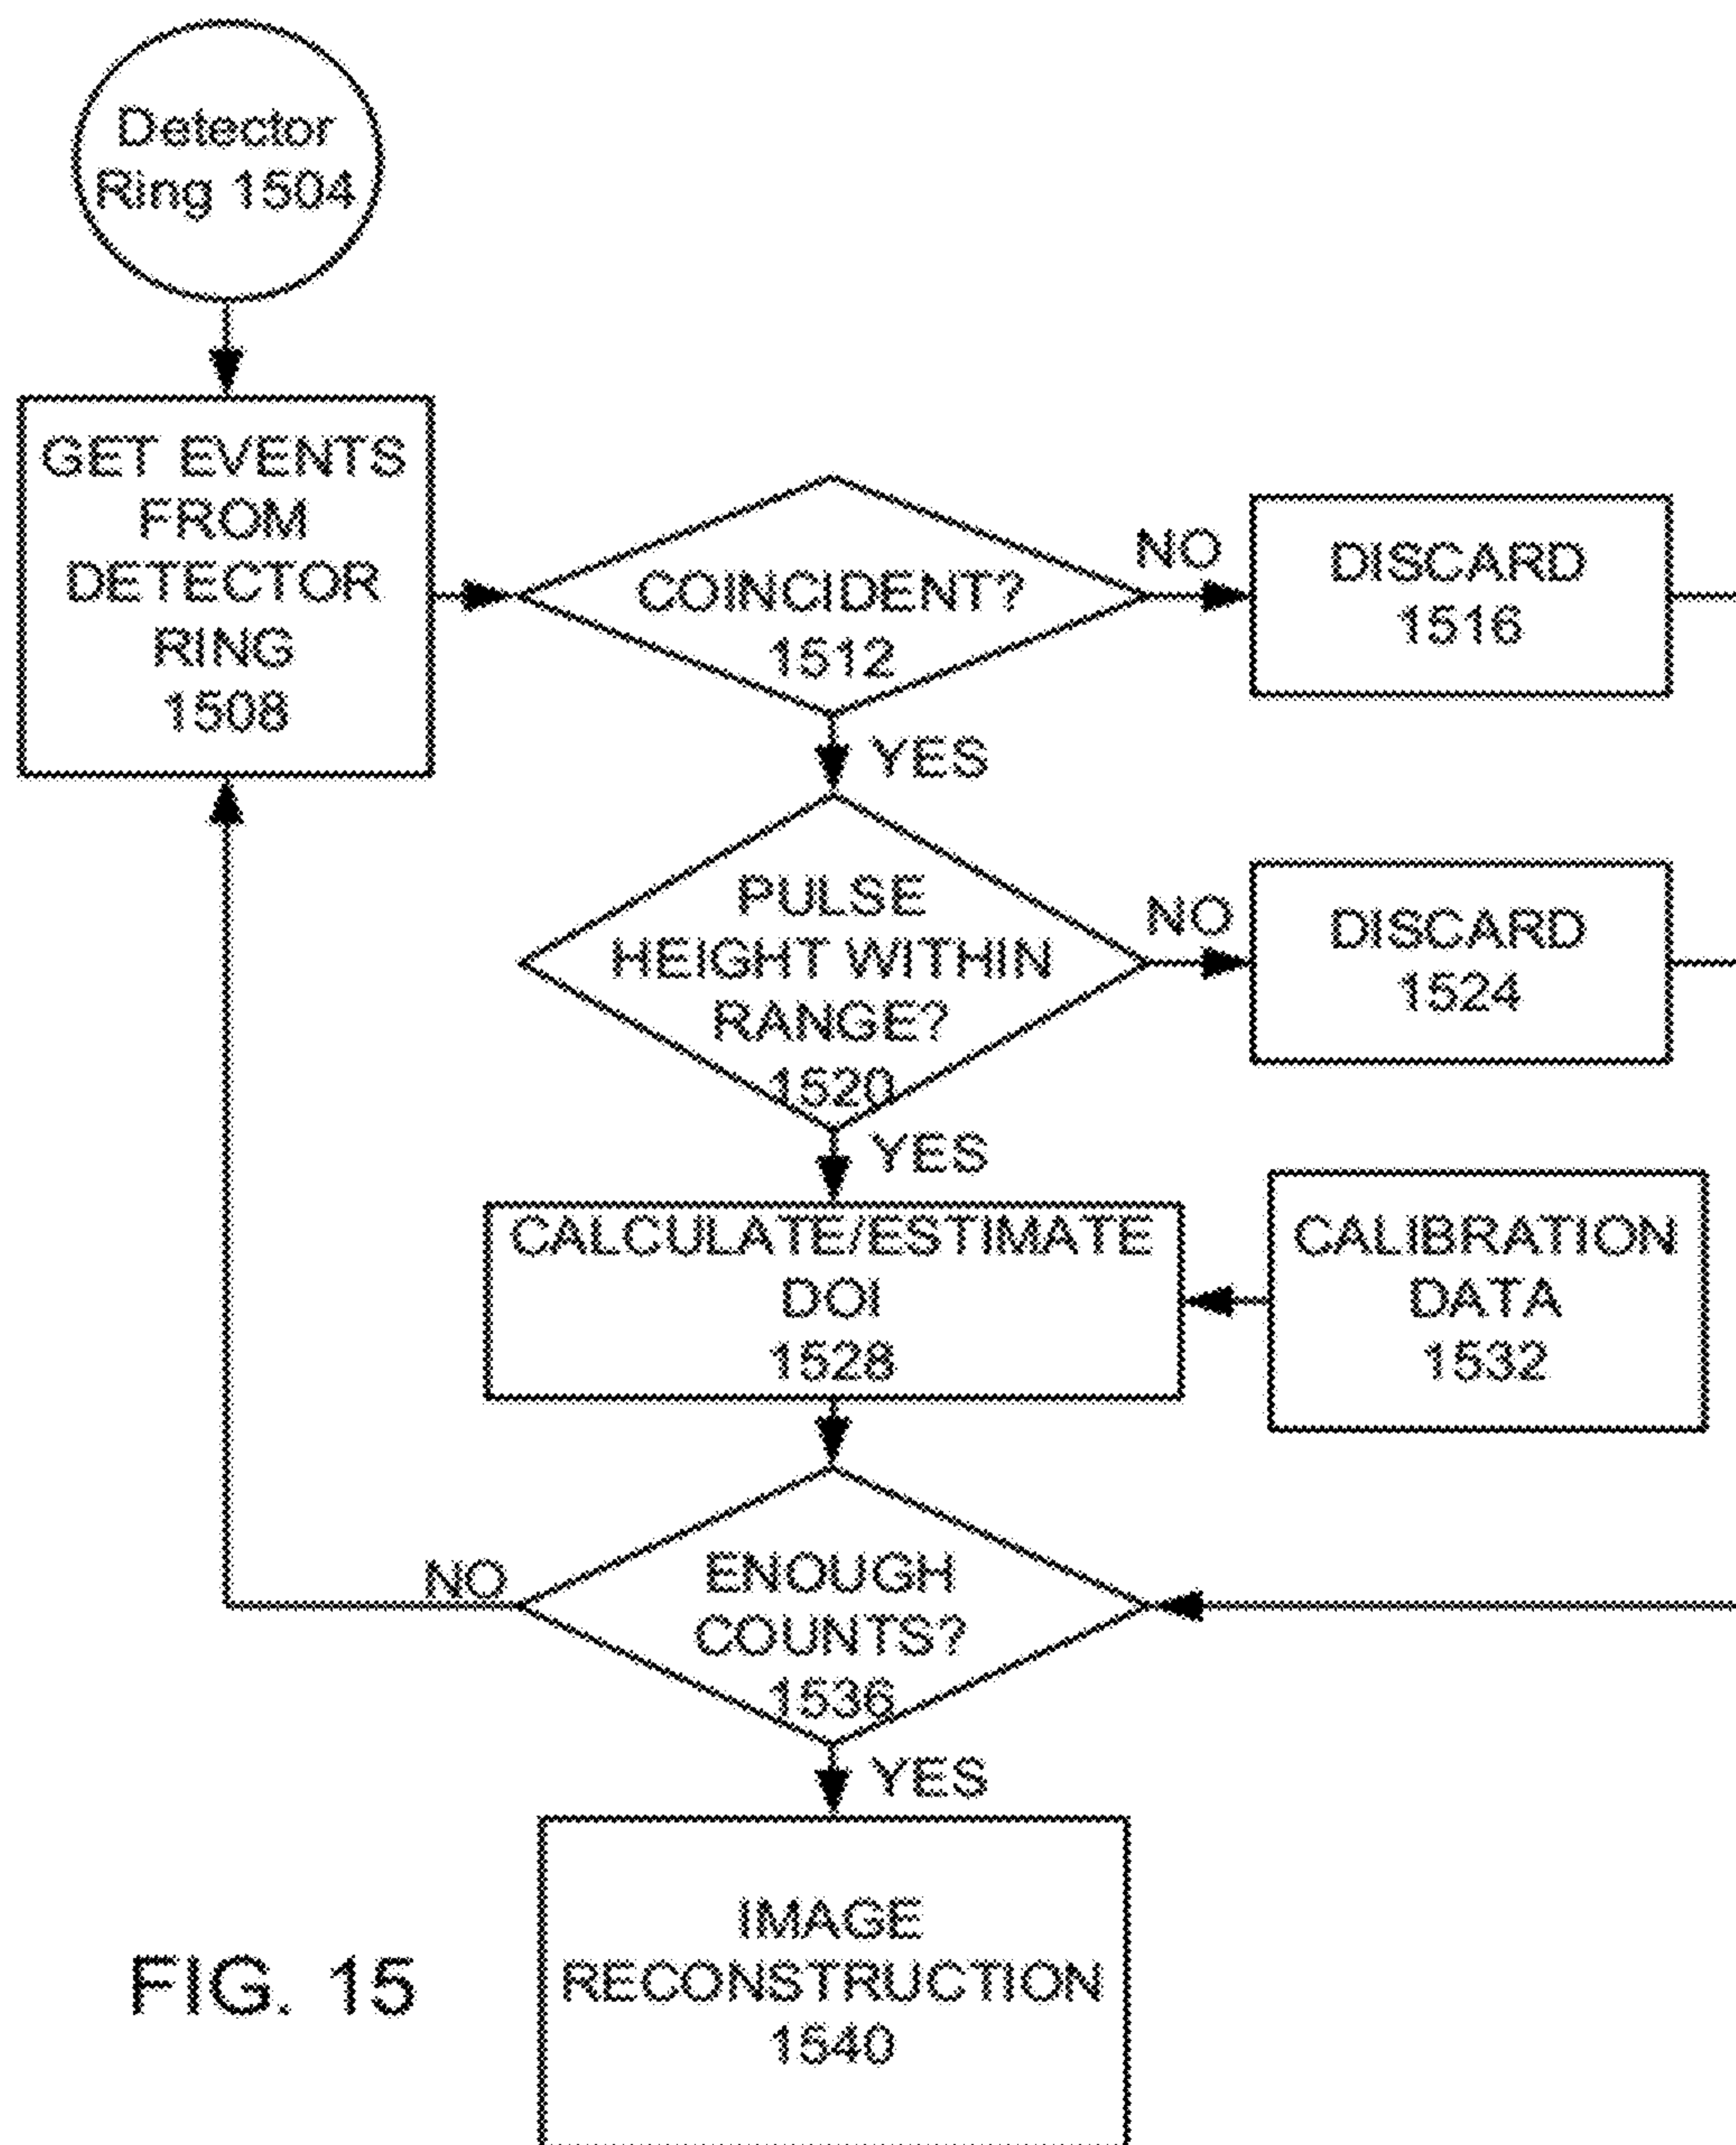 Detector
Ring 1504
GET EVENTS
FROM
DETECTOR
RING
1508
COINCIDENT?
1512
NO
DISCARD
1516
YES
PULSE
HEIGHT WITHIN
RANGE?
1520
NO
DISCARD
1524
YES
CALCULATE/ESTIMATE
DOI
1528
CALIBRATION
DATA
1532
NO
ENOUGH
COUNTS?
1536
YES
IMAGE
RECONSTRUCTION
1540
FIG. 15